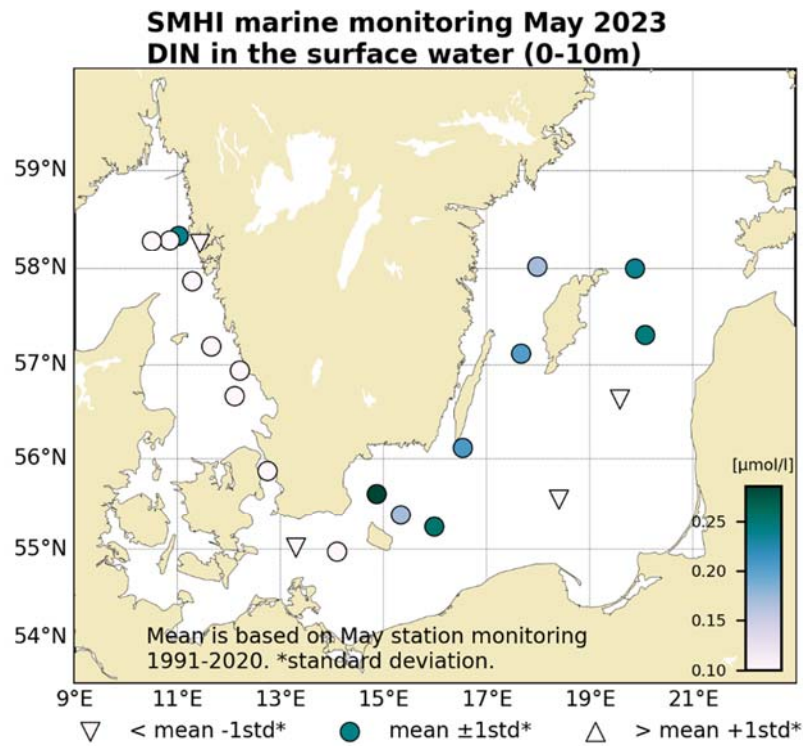 SMHI marine monitoring May 2023
DIN in the surface water (0-10m)
59°N
58°N
57°N
56°N
55°N
54°N
[µmol/l]
0.25
0.20
0.15
0.10
Mean is based on May station monitoring
1991-2020. *standard deviation.
9°E 11°E 13°E 15°E 17°E 19°E 21°E
< mean -1std* mean ±1std* > mean +1std*